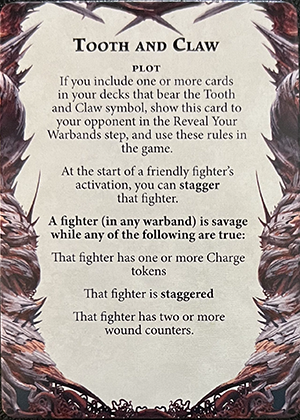 TOOTH AND CLAW
PLOT
If you include one or more cards
in your decks that bear the Tooth
and Claw symbol, show this card to
your opponent in the Reveal Your
Warbands step, and use these rules in
the game.
At the start of a friendly fighter's
activation, you can stagger
that fighter.
A fighter (in any warband) is savage
while any of the following are true:
That fighter has one or more Charge
tokens
That fighter is staggered
That fighter has two or more
wound counters.